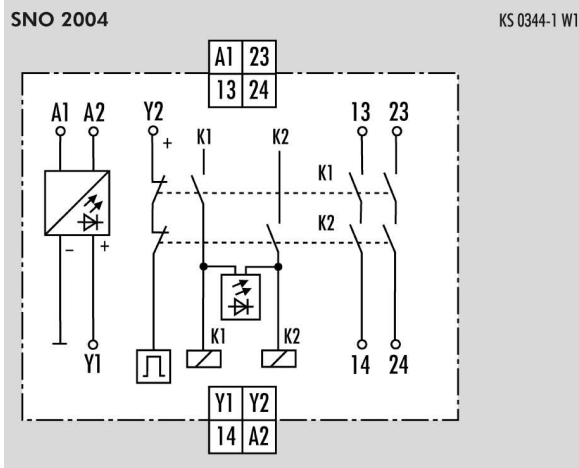 SNO 2004 KS 0344-1 W1
A1 23
13 24
A1 A2 Y2 13 23
+ K1 K2
K1
K2
- +
K1 K2
Y1 14 24
Y1 Y2
14 A2